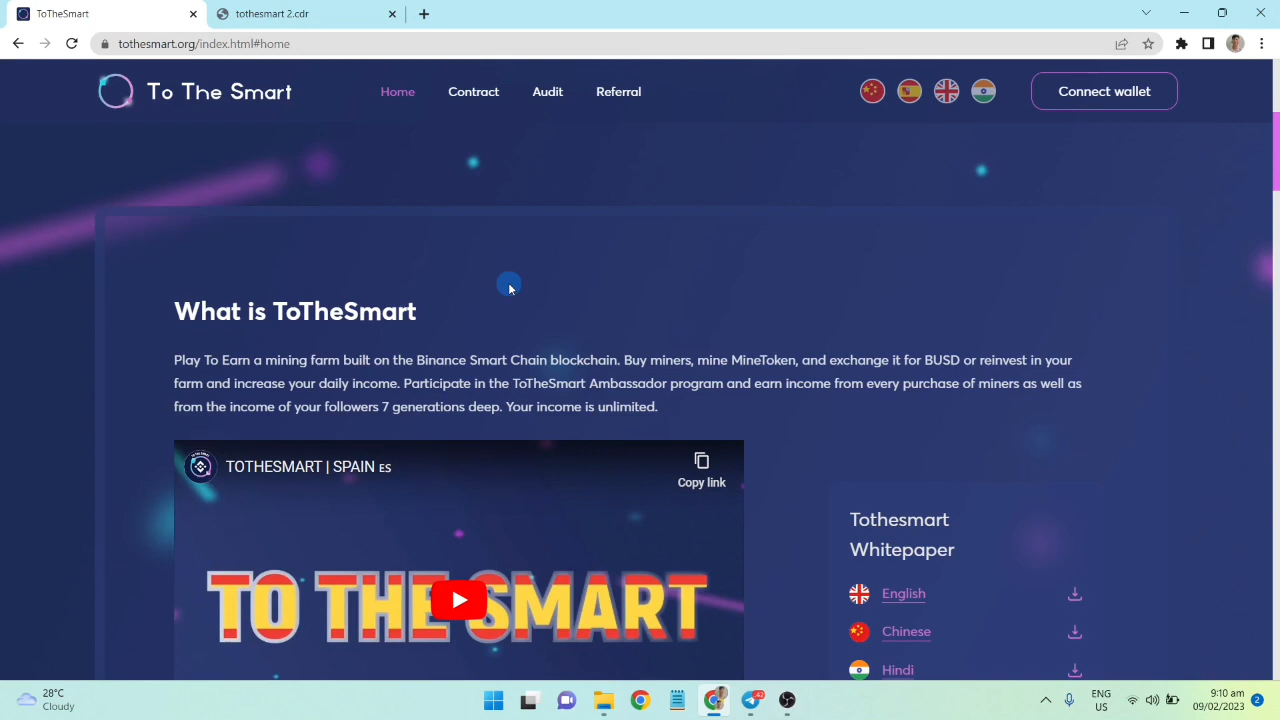 ToTheSmart
tothesmart 2.cdr
tothesmart.org/index.html#home
To The Smart
Home
Contract
Audit
Referral
Connect wallet
What is ToTheSmart
Play To Earn a mining farm built on the Binance Smart Chain blockchain. Buy miners, mine MineToken, and exchange it for BUSD or reinvest in your
farm and increase your daily income. Participate in the ToTheSmart Ambassador program and earn income from every purchase of miners as well as
from the income of your followers 7 generations deep. Your income is unlimited.
TOTHESMART | SPAIN ES
Copy link
TO THE SMART
Tothesmart
Whitepaper
English
Chinese
Hindi
28°C
Cloudy
42
ENG
US
9:10 am
09/02/2023
2